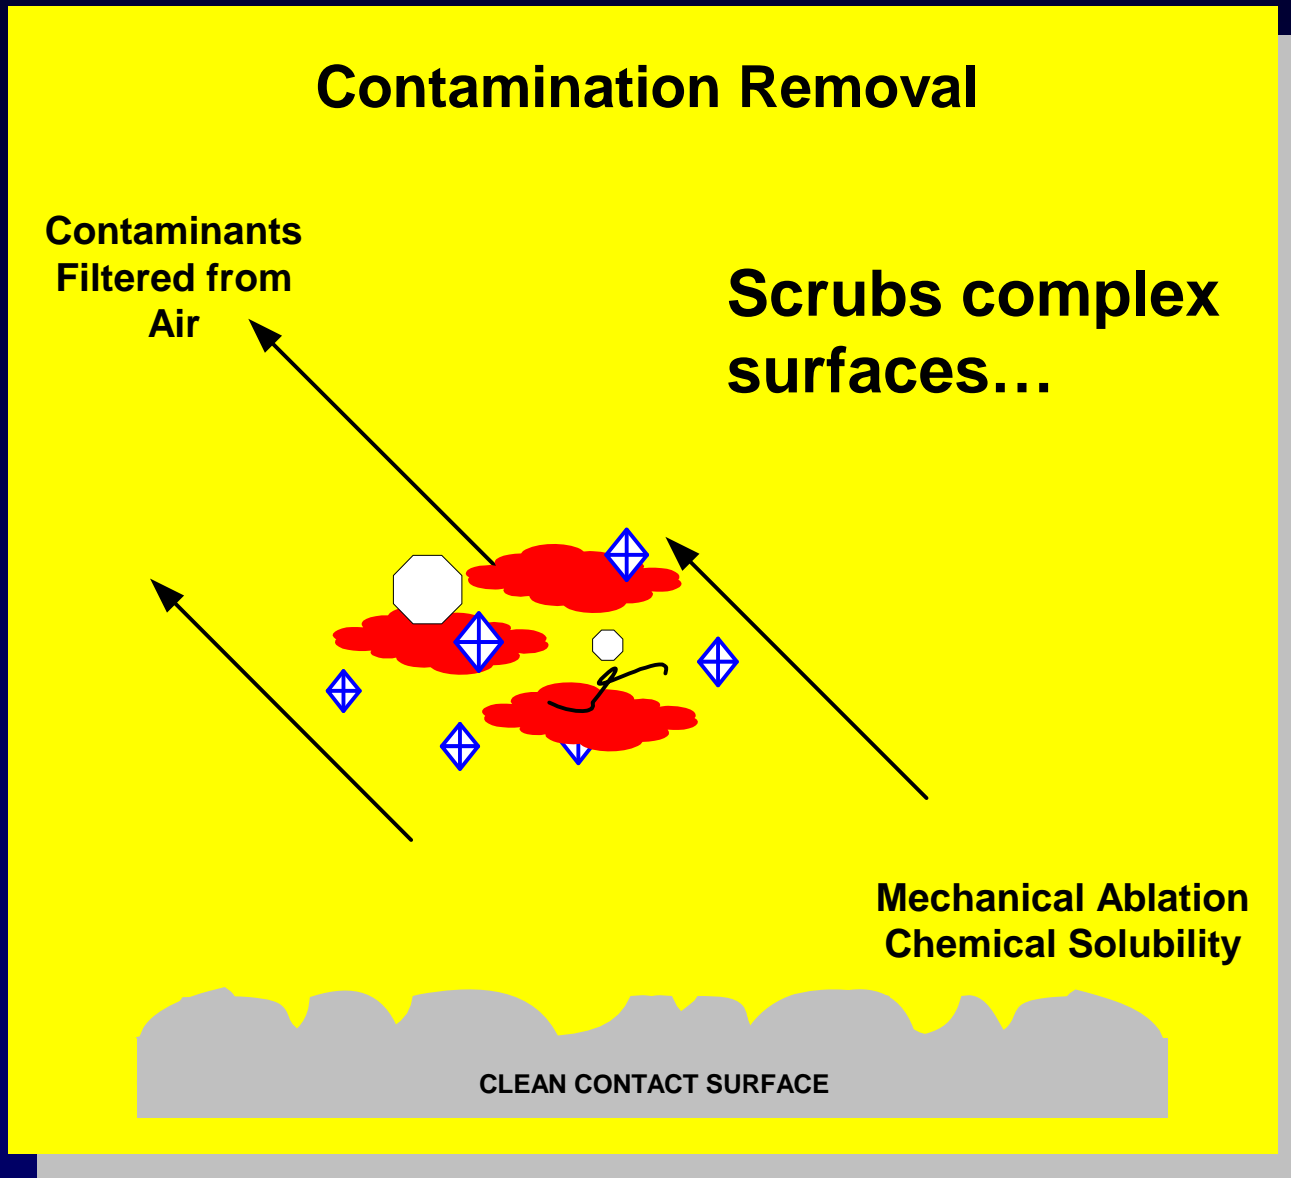 Contamination Removal
Contaminants
Filtered from
Air
Scrubs complex
surfaces…
Mechanical Ablation
Chemical Solubility
CLEAN CONTACT SURFACE